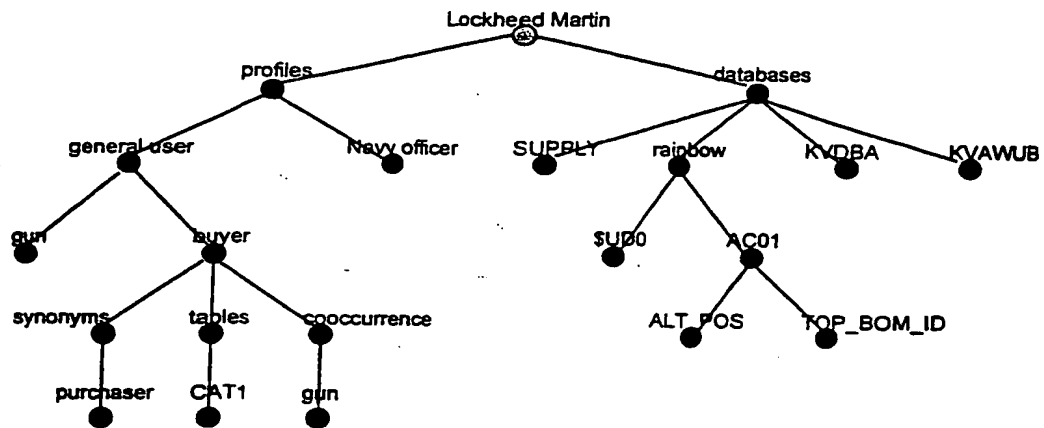 Lockheed Martin
profiles databases
general user Navy officer SUPPLY rainbow KVDBA KVAWUB
gun buyer $UD0 AC01
synonyms tables cooccurrence ALT_POS TOP_BOM_ID
purchaser CAT1 gun